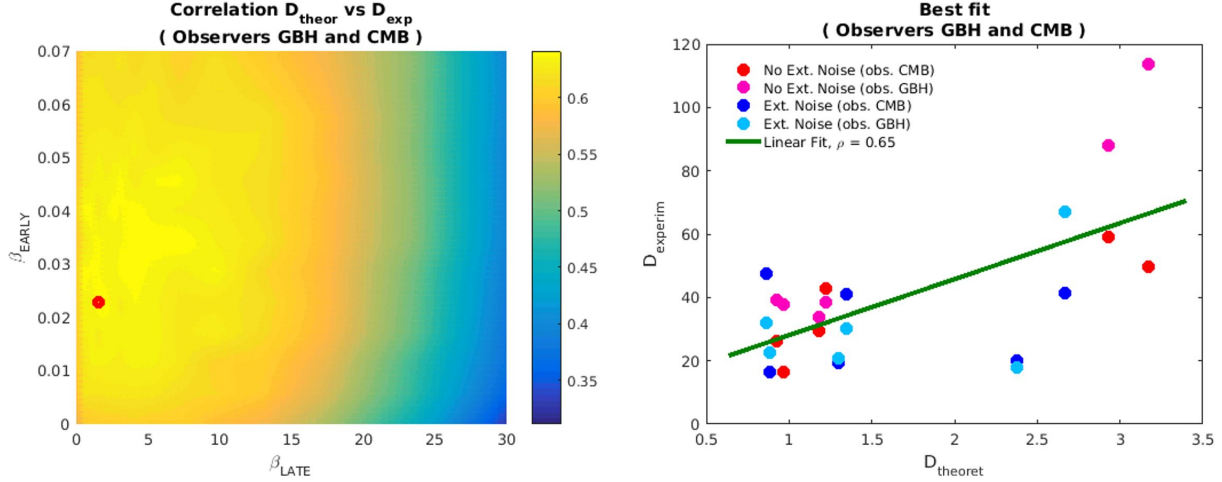 Correlation D_theor vs D_exp
( Observers GBH and CMB )
0.07
0.06
0.05
0.04
0.03
0.02
0.01
0
β_EARLY
0
5
10
15
20
25
30
β_LATE
0.6
0.55
0.5
0.45
0.4
0.35
Best fit
( Observers GBH and CMB )
120
100
80
60
40
20
0
D_experim
No Ext. Noise (obs. CMB)
No Ext. Noise (obs. GBH)
Ext. Noise (obs. CMB)
Ext. Noise (obs. GBH)
Linear Fit, ρ = 0.65
0.5
1
1.5
2
2.5
3
3.5
D_theoret